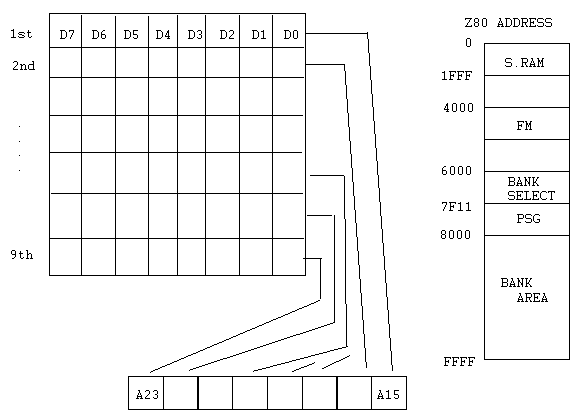 Z80 ADDRESS
1st D7 D6 D5 D4 D3 D2 D1 D0
2nd
.
.
.
.
9th
A23 A15
0
S.RAM
1FFF
4000
FM
6000
BANK
SELECT
7F11
PSG
8000
BANK
AREA
FFFF